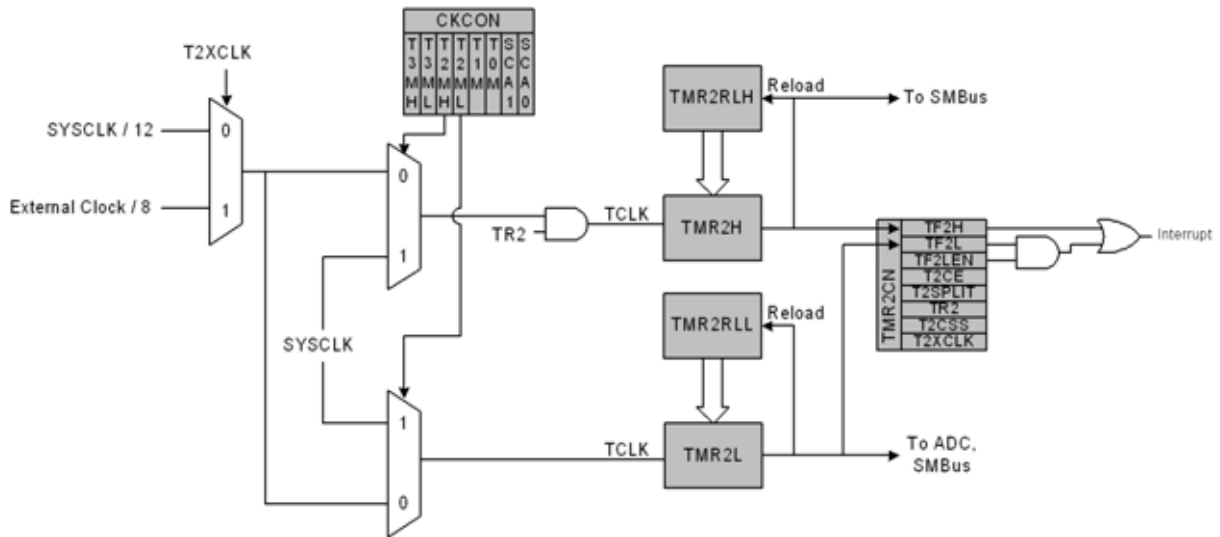 CKCON
T3MH T3ML T2MH T2ML T1M T0M SCA1 SCA0
T2XCLK
SYSCLK / 12
0
External Clock / 8
1
0
1
SYSCLK
1
0
TR2
TCLK
TMR2RLH
Reload
To SMBus
TMR2H
TMR2CN
TF2H
TF2L
TF2LEN
T2CE
T2SPLIT
TR2
T2CSS
T2XCLK
Interrupt
TMR2RLL
Reload
TCLK
TMR2L
To ADC,
SMBus